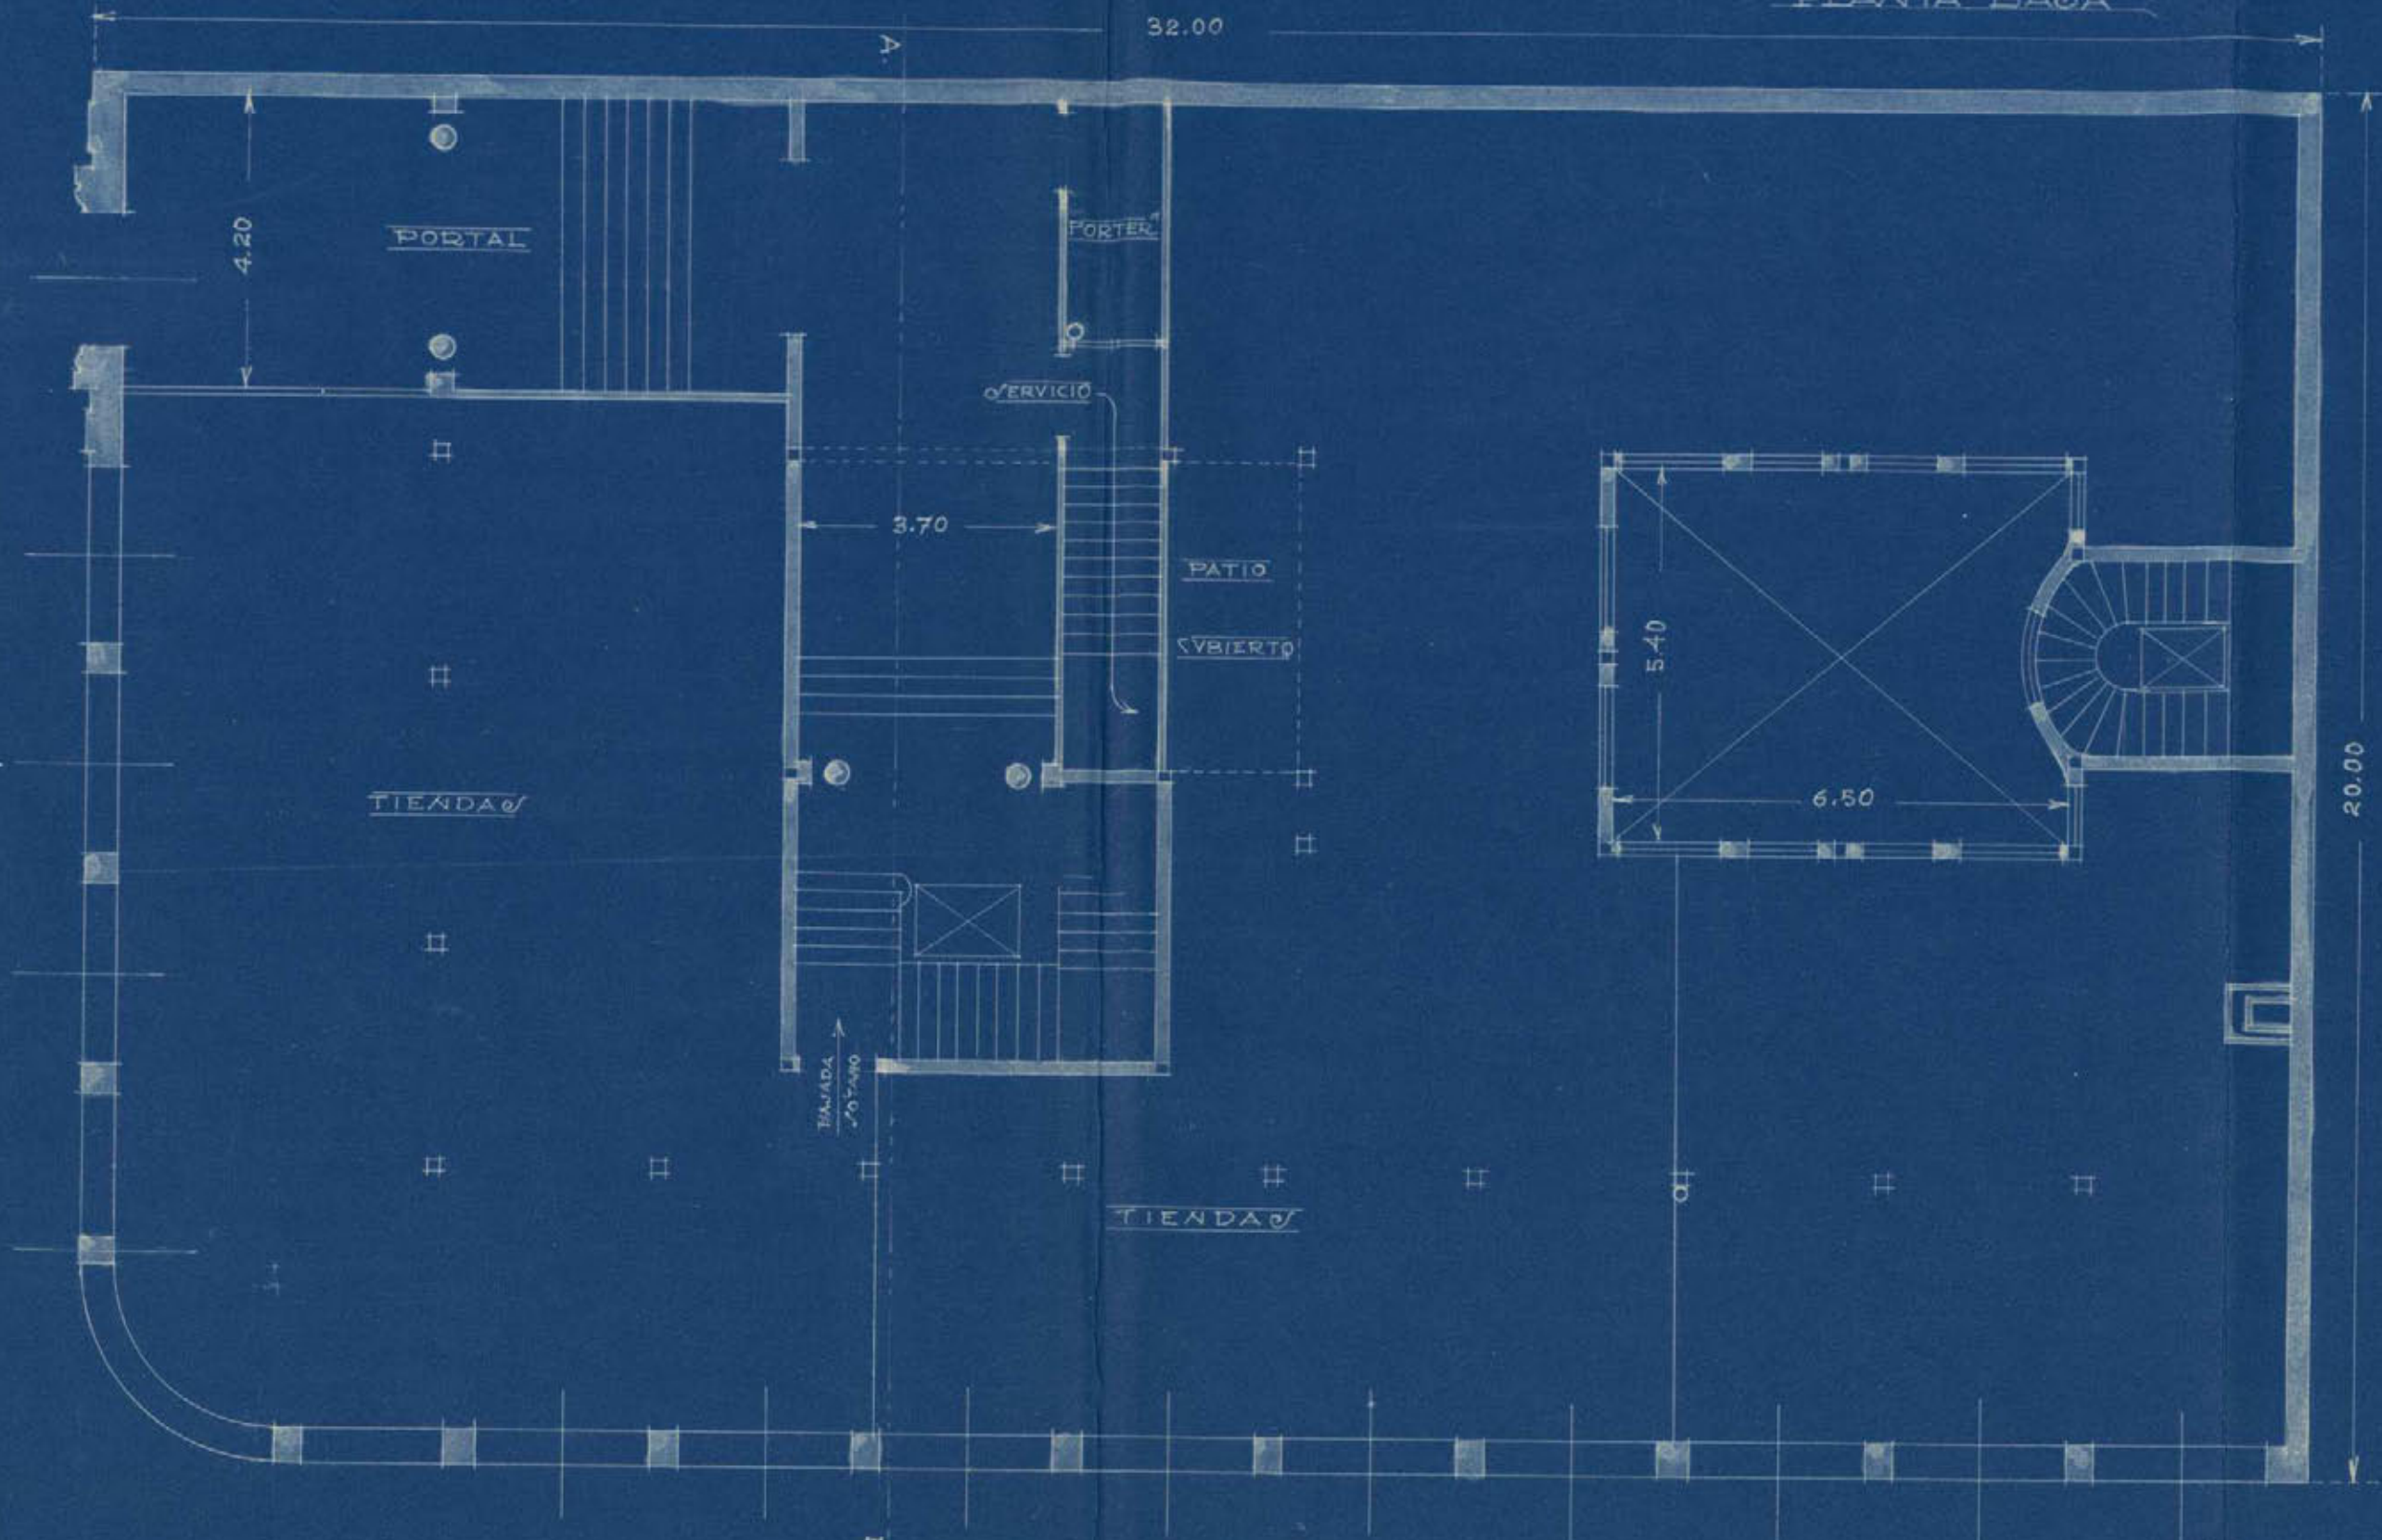 PLANTA BAJA
32.00
A.
4.20
PORTAL
PORTERᴬ
SERVICIO
3.70
PATIO
CVBIERTO
5.40
6.50
20.00
TIENDAS
BAJADA
SOTANO
TIENDAS